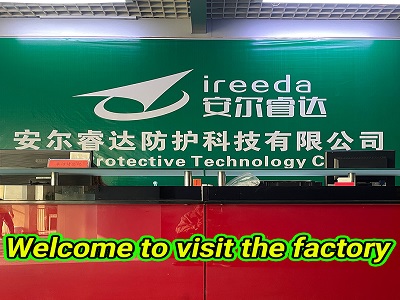 ireeda
安尔睿达
安尔睿达防护科技有限公司
Protective Technology C
Welcome to visit the factory